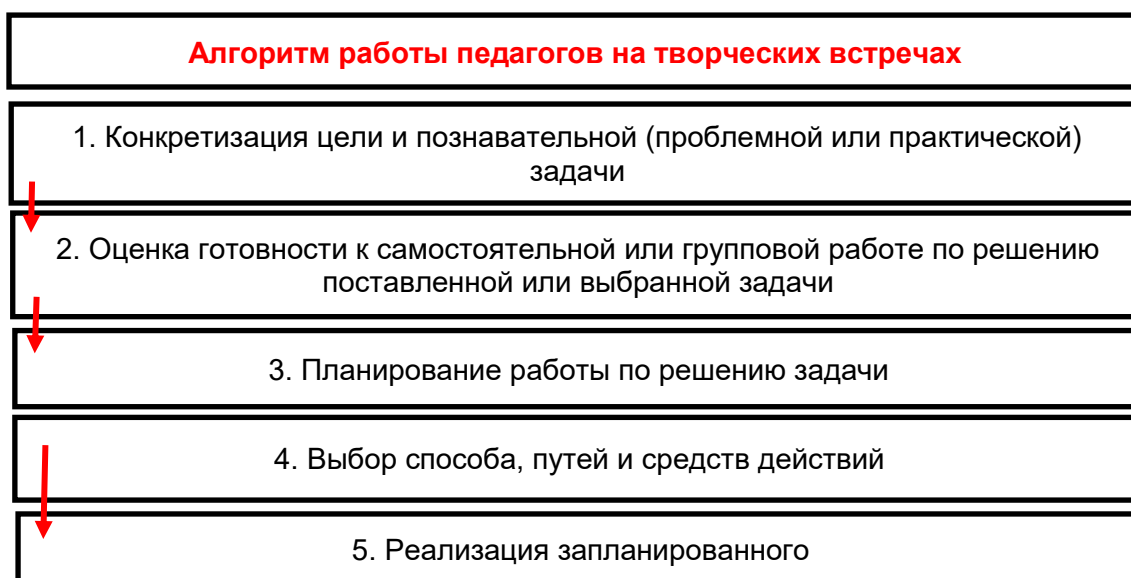 Алгоритм работы педагогов на творческих встречах
1. Конкретизация цели и познавательной (проблемной или практической)
задачи
2. Оценка готовности к самостоятельной или групповой работе по решению
поставленной или выбранной задачи
3. Планирование работы по решению задачи
4. Выбор способа, путей и средств действий
5. Реализация запланированного